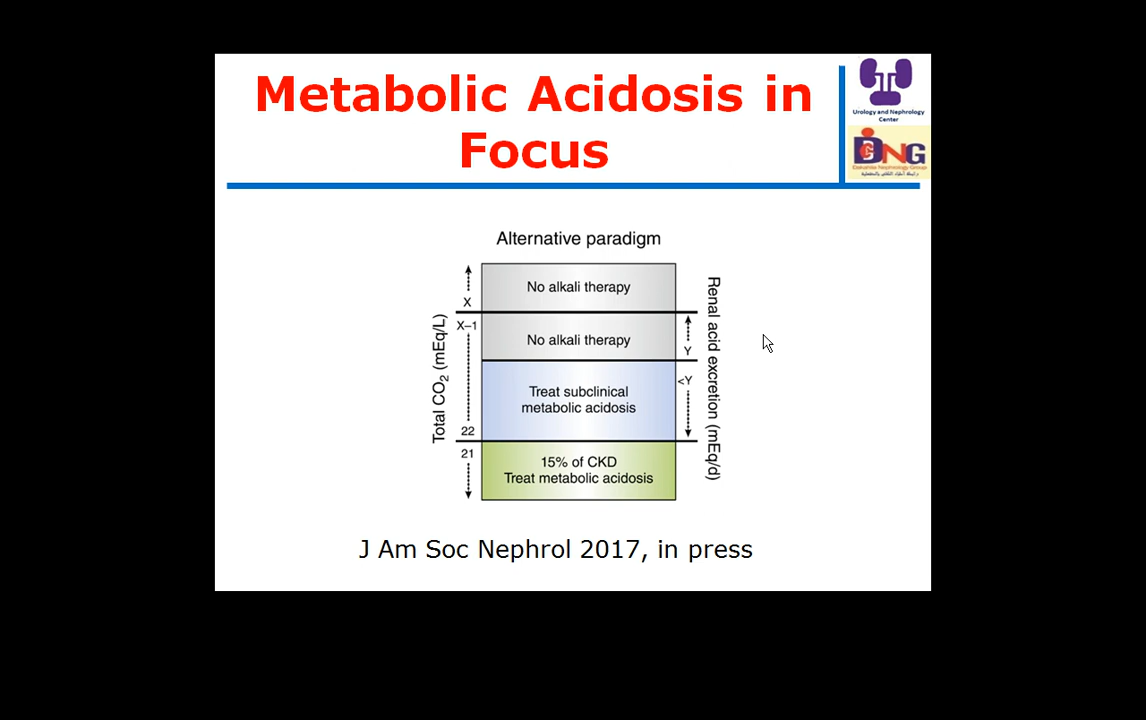 Metabolic Acidosis in
Focus
Urology and Nephrology
Center
Alternative paradigm
No alkali therapy
X
X–1
No alkali therapy
Y
<Y
Treat subclinical
metabolic acidosis
22
21
15% of CKD
Treat metabolic acidosis
Total CO₂ (mEq/L)
Renal acid excretion (mEq/d)
J Am Soc Nephrol 2017, in press